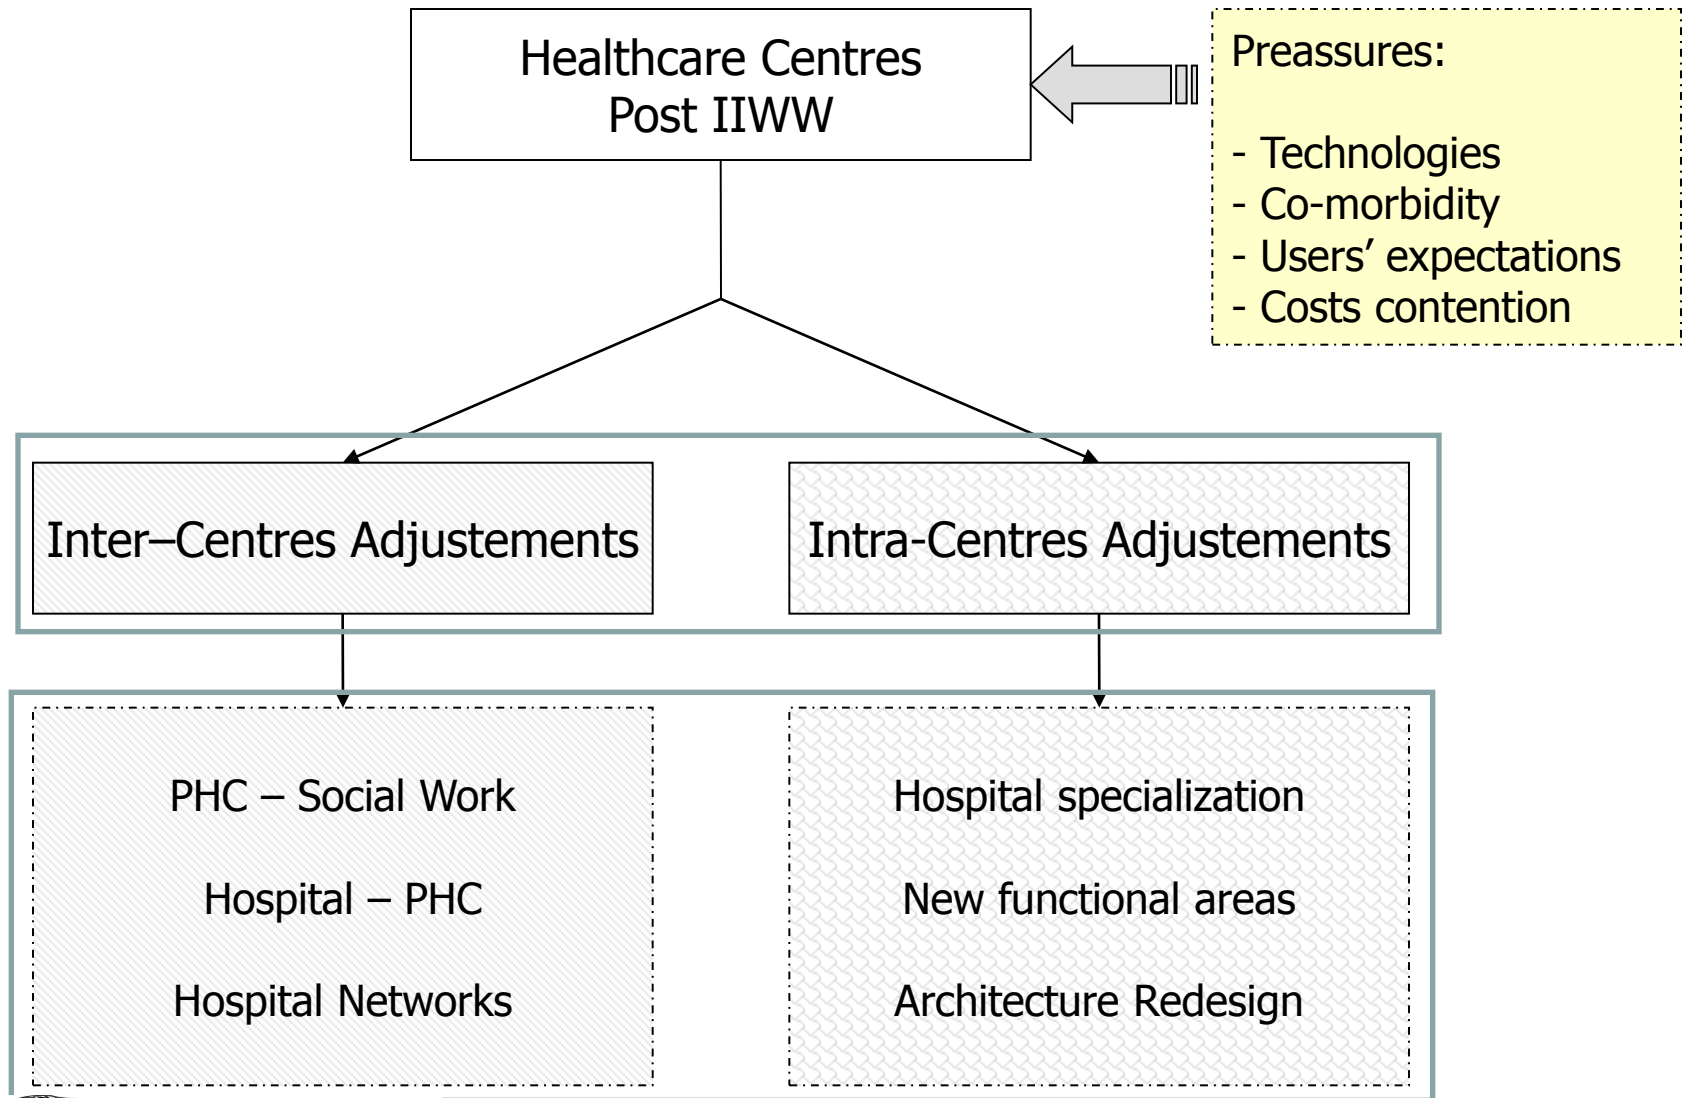 Healthcare Centres
Post IIWW
Preassures:
- Technologies
- Co-morbidity
- Users’ expectations
- Costs contention
Inter–Centres Adjustements
Intra-Centres Adjustements
PHC – Social Work
Hospital – PHC
Hospital Networks
Hospital specialization
New functional areas
Architecture Redesign